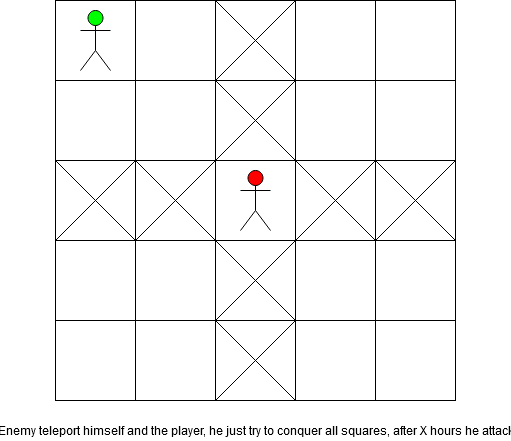 Enemy teleport himself and the player, he just try to conquer all squares, after X hours he attack